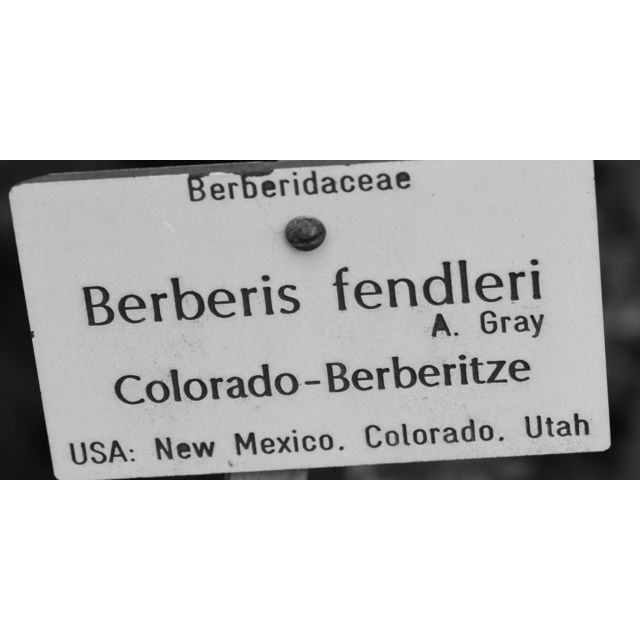 Berberidaceae
Berberis fendleri
A. Gray
Colorado-Berberitze
USA: New Mexico. Colorado. Utah